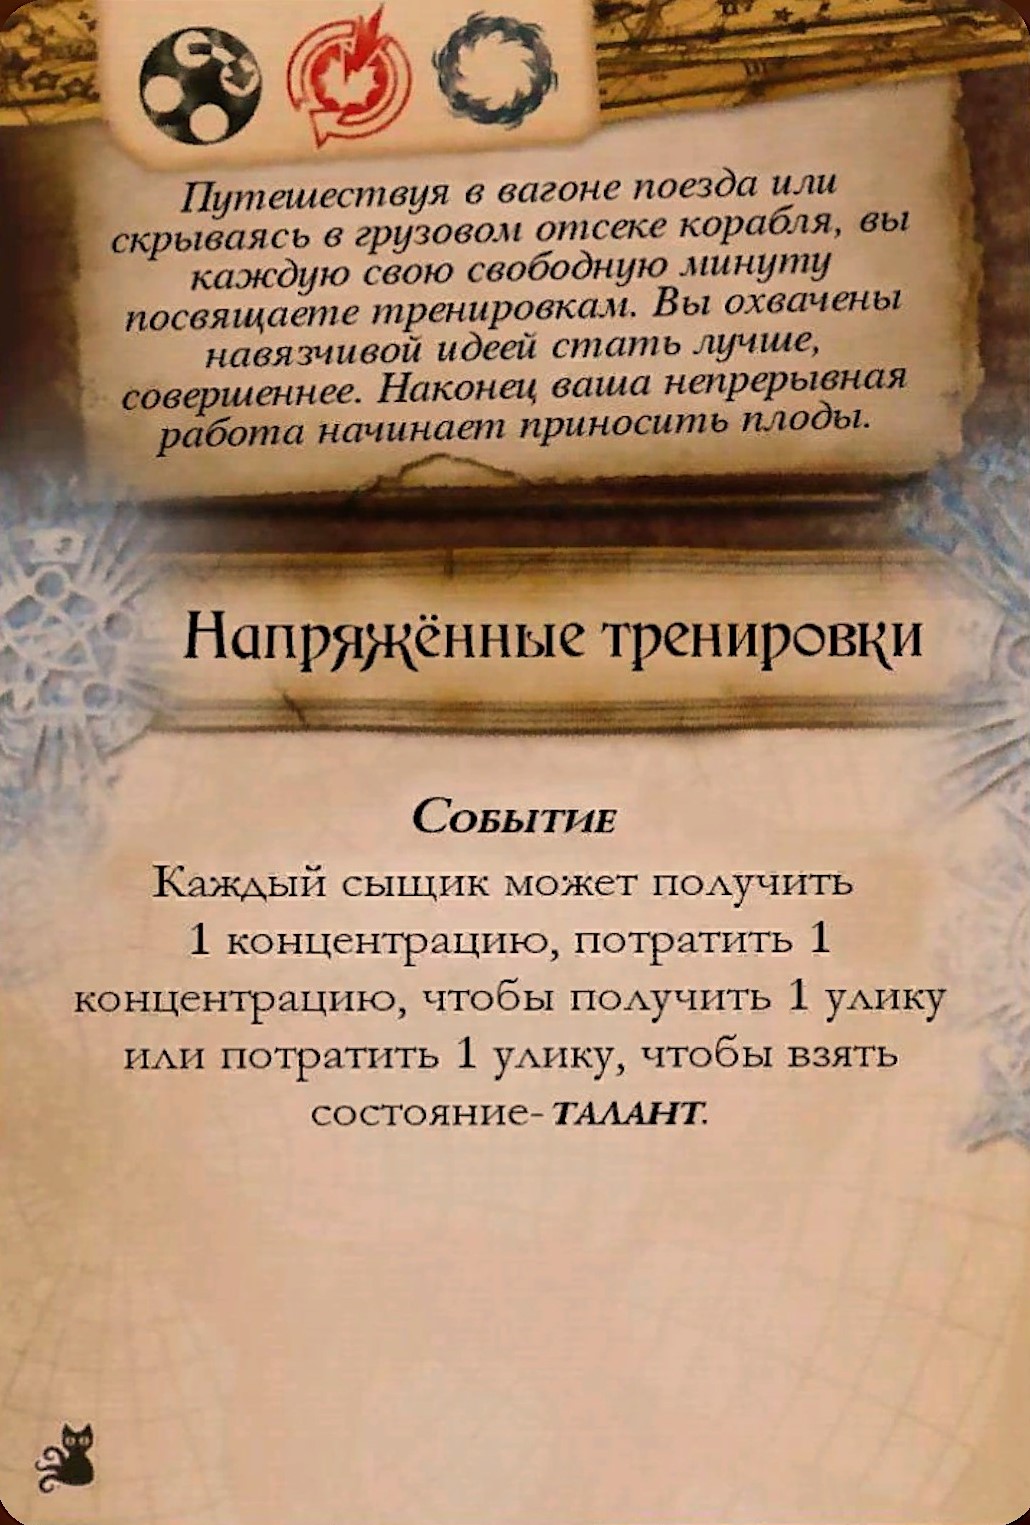 Путешествуя в вагоне поезда или
скрываясь в грузовом отсеке корабля, вы
каждую свою свободную минуту
посвящаете тренировкам. Вы охвачены
навязчивой идеей стать лучше,
совершеннее. Наконец ваша непрерывная
работа начинает приносить плоды.
Напряжённые тренировки
Событие
Каждый сыщик может получить
1 концентрацию, потратить 1
концентрацию, чтобы получить 1 улику
или потратить 1 улику, чтобы взять
состояние- ТАЛАНТ.